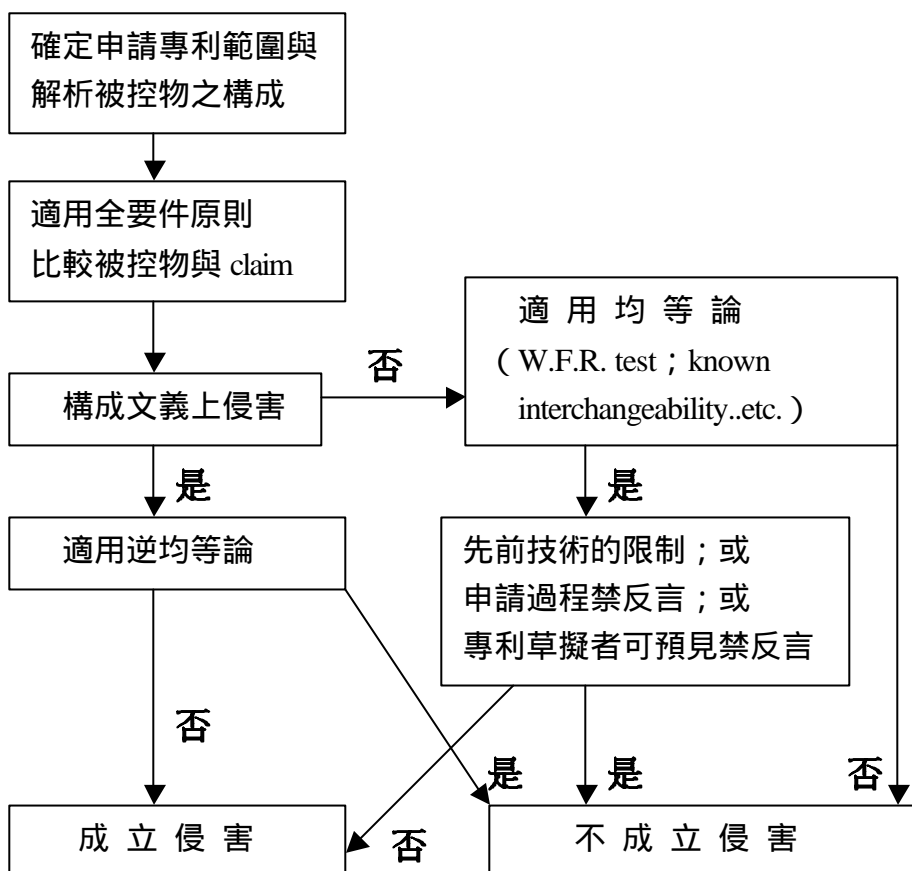 確定申請專利範圍與
解析被控物之構成
適用全要件原則
比較被控物與 claim
適 用 均 等 論
（ W.F.R. test；known
interchangeability..etc.）
否
構成文義上侵害
是
是
適用逆均等論
先前技術的限制；或
申請過程禁反言；或
專利草擬者可預見禁反言
否
是
是
否
成 立 侵 害
否
不 成 立 侵 害